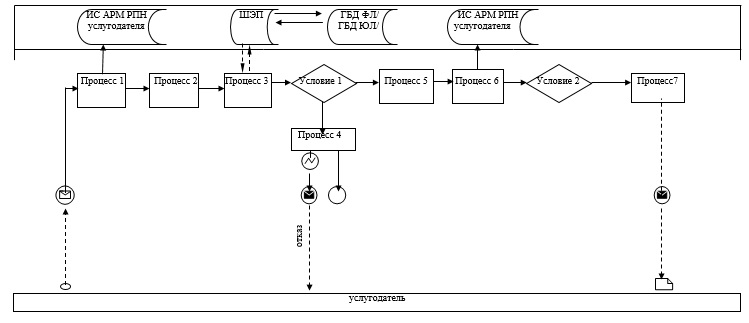 ИС АРМ РПН
услугодателя
ШЭП
ГБД ФЛ/
ГБД ЮЛ/
ИС АРМ РПН
услугодателя
Процесс 1
Процесс 2
Процесс 3
Условие 1
Процесс 5
Процесс 6
Условие 2
Процесс7
Процесс 4
отказ
услугодатель